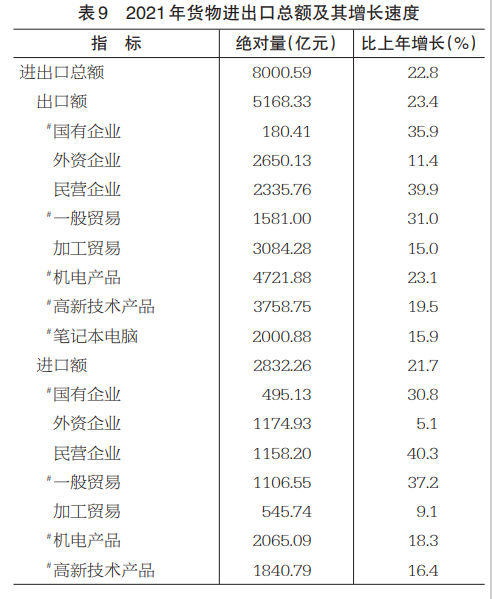 表9 2021年货物进出口总额及其增长速度
指 标 绝对量(亿元) 比上年增长(%)
进出口总额 8000.59 22.8
出口额 5168.33 23.4
#国有企业 180.41 35.9
外资企业 2650.13 11.4
民营企业 2335.76 39.9
#一般贸易 1581.00 31.0
加工贸易 3084.28 15.0
#机电产品 4721.88 23.1
#高新技术产品 3758.75 19.5
#笔记本电脑 2000.88 15.9
进口额 2832.26 21.7
#国有企业 495.13 30.8
外资企业 1174.93 5.1
民营企业 1158.20 40.3
#一般贸易 1106.55 37.2
加工贸易 545.74 9.1
#机电产品 2065.09 18.3
#高新技术产品 1840.79 16.4